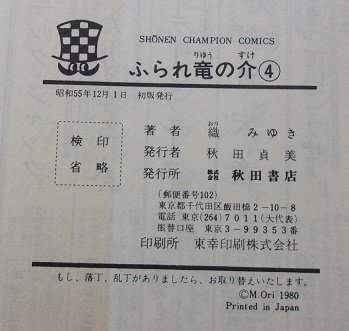 SHŌNEN CHAMPION COMICS
りゅう すけ
ふられ竜の介④
昭和55年12月1日 初版発行
検印
省略
おり
著者 織 みゆき
発行者 秋田貞美
発行所 株式会社 秋田書店
(郵便番号102)
東京都千代田区飯田橋2-10-8
電話 東京(264)7011(大代表)
振替口座 東京3-99353番
印刷所 東幸印刷株式会社
もし、落丁、乱丁がありましたら、お取り替えいたします。
©M.Ori 1980
Printed in Japan